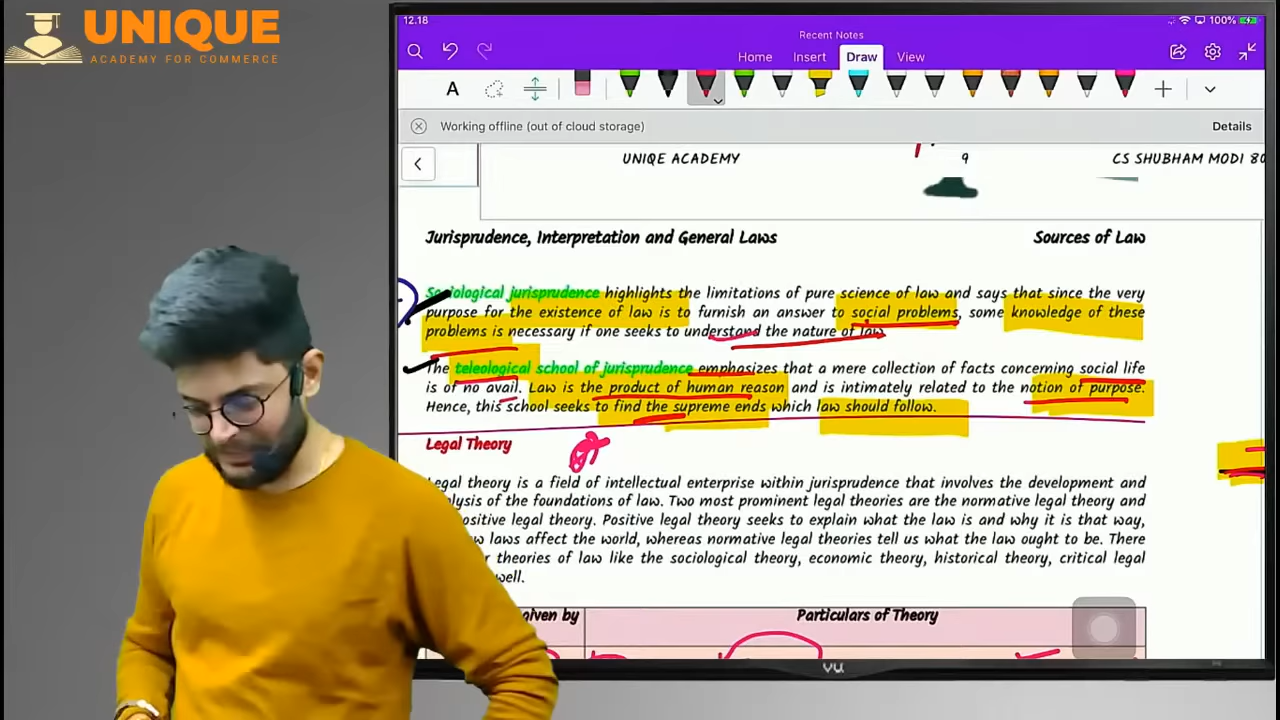 UNIQUE
ACADEMY FOR COMMERCE
12.18
100%
Recent Notes
Home Insert Draw View
A
Working offline (out of cloud storage)
Details
UNIQE ACADEMY 9 CS SHUBHAM MODI 80
Jurisprudence, Interpretation and General Laws Sources of Law
Sociological jurisprudence highlights the limitations of pure science of law and says that since the very
purpose for the existence of law is to furnish an answer to social problems, some knowledge of these
problems is necessary if one seeks to understand the nature of law.
The teleological school of jurisprudence emphasizes that a mere collection of facts concerning social life
is of no avail. Law is the product of human reason and is intimately related to the notion of purpose.
Hence, this school seeks to find the supreme ends which law should follow.
Legal Theory
Legal theory is a field of intellectual enterprise within jurisprudence that involves the development and
of the foundations of law. Two most prominent legal theories are the normative legal theory and
positive legal theory. Positive legal theory seeks to explain what the law is and why it is that way,
laws affect the world, whereas normative legal theories tell us what the law ought to be. There
theories of law like the sociological theory, economic theory, historical theory, critical legal
well.
given by Particulars of Theory
VU